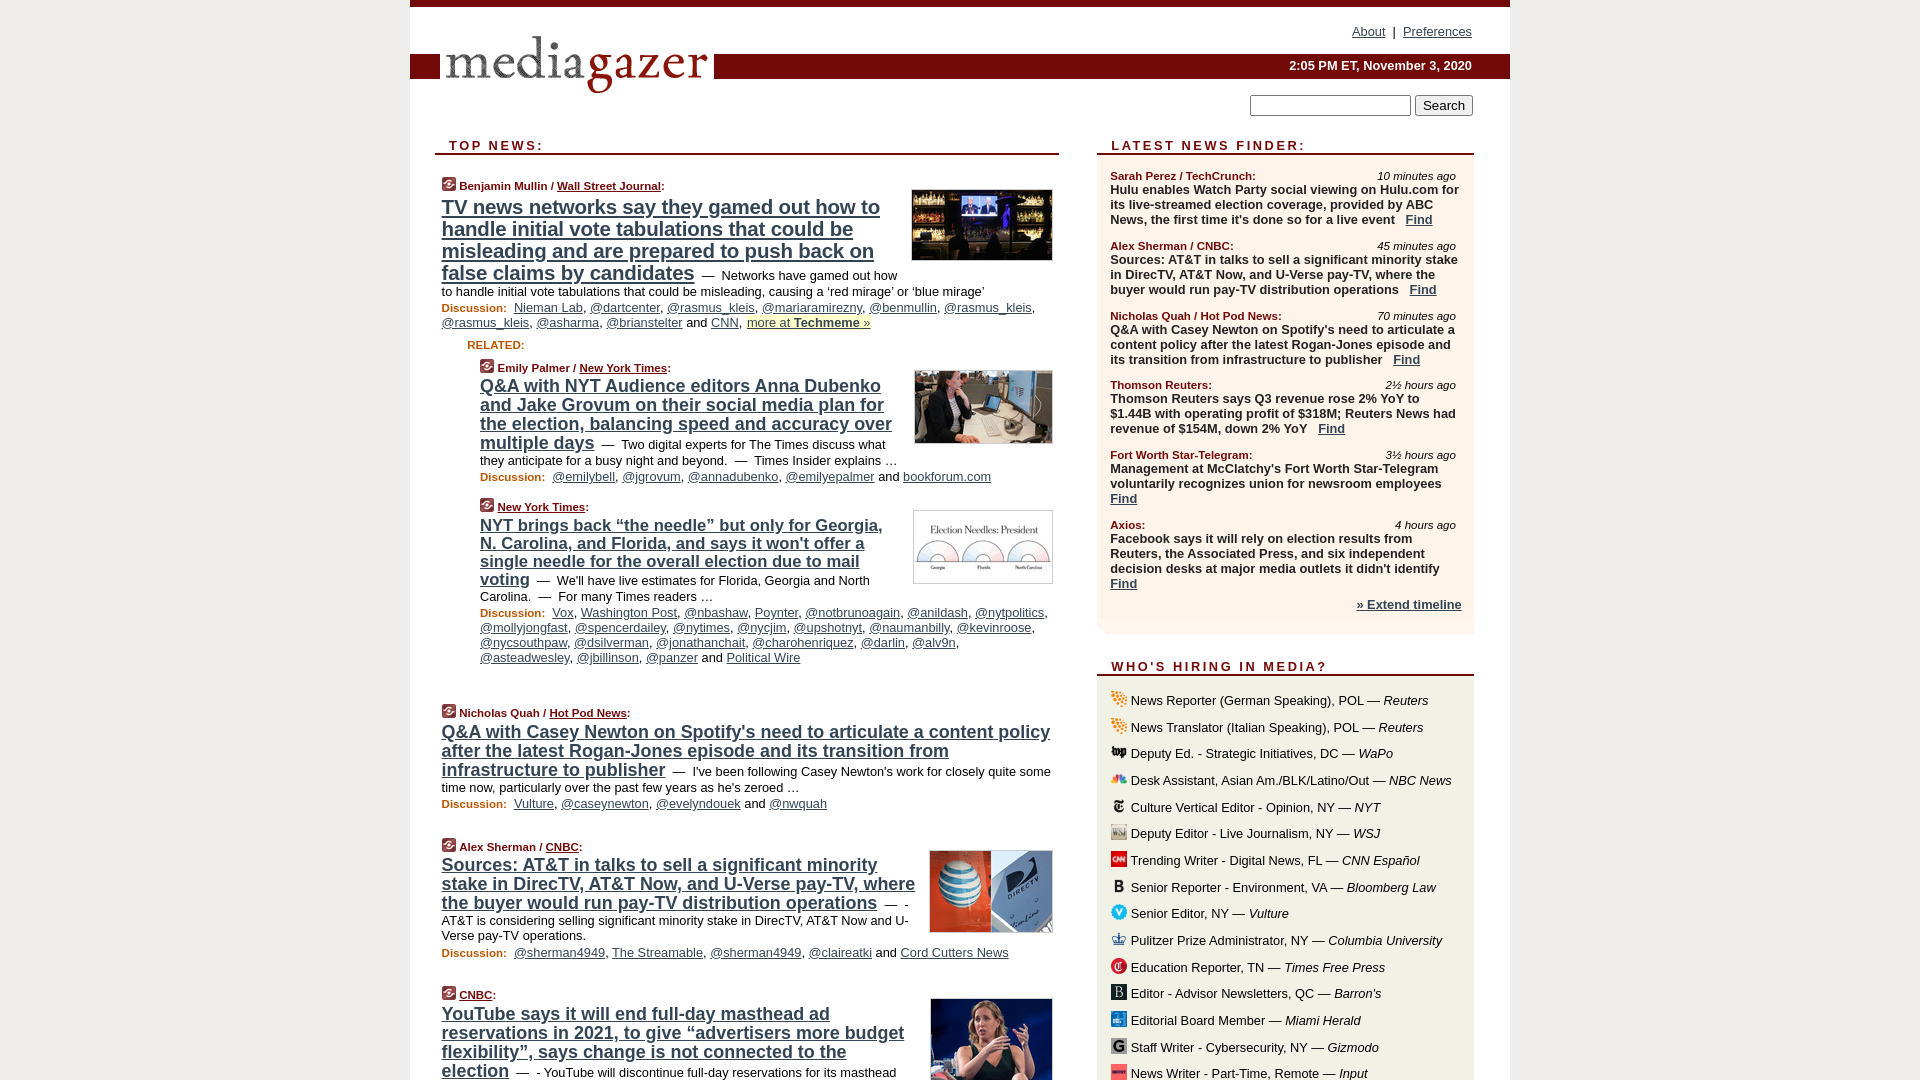 About | Preferences
mediagazer
2:05 PM ET, November 3, 2020
Search
TOP NEWS:
Benjamin Mullin / Wall Street Journal:
TV news networks say they gamed out how to
handle initial vote tabulations that could be
misleading and are prepared to push back on
false claims by candidates — Networks have gamed out how
to handle initial vote tabulations that could be misleading, causing a ‘red mirage’ or ‘blue mirage’
Discussion: Nieman Lab, @dartcenter, @rasmus_kleis, @mariaramirezny, @benmullin, @rasmus_kleis,
@rasmus_kleis, @asharma, @brianstelter and CNN, more at Techmeme »
RELATED:
Emily Palmer / New York Times:
Q&A with NYT Audience editors Anna Dubenko
and Jake Grovum on their social media plan for
the election, balancing speed and accuracy over
multiple days — Two digital experts for The Times discuss what
they anticipate for a busy night and beyond. — Times Insider explains …
Discussion: @emilybell, @jgrovum, @annadubenko, @emilyepalmer and bookforum.com
New York Times:
NYT brings back “the needle” but only for Georgia,
N. Carolina, and Florida, and says it won't offer a
single needle for the overall election due to mail
voting — We'll have live estimates for Florida, Georgia and North
Carolina. — For many Times readers …
Election Needles: President
Georgia Florida North Carolina
Discussion: Vox, Washington Post, @nbashaw, Poynter, @notbrunoagain, @anildash, @nytpolitics,
@mollyjongfast, @spencerdailey, @nytimes, @nycjim, @upshotnyt, @naumanbilly, @kevinroose,
@nycsouthpaw, @dsilverman, @jonathanchait, @charohenriquez, @darlin, @alv9n,
@asteadwesley, @jbillinson, @panzer and Political Wire
Nicholas Quah / Hot Pod News:
Q&A with Casey Newton on Spotify's need to articulate a content policy
after the latest Rogan-Jones episode and its transition from
infrastructure to publisher — I've been following Casey Newton's work for closely quite some
time now, particularly over the past few years as he's zeroed …
Discussion: Vulture, @caseynewton, @evelyndouek and @nwquah
Alex Sherman / CNBC:
Sources: AT&T in talks to sell a significant minority
stake in DirecTV, AT&T Now, and U-Verse pay-TV, where
the buyer would run pay-TV distribution operations — -
AT&T is considering selling significant minority stake in DirecTV, AT&T Now and U-
Verse pay-TV operations.
DIRECTV
Discussion: @sherman4949, The Streamable, @sherman4949, @claireatki and Cord Cutters News
CNBC:
YouTube says it will end full-day masthead ad
reservations in 2021, to give “advertisers more budget
flexibility”, says change is not connected to the
election — - YouTube will discontinue full-day reservations for its masthead
LATEST NEWS FINDER:
Sarah Perez / TechCrunch: 10 minutes ago
Hulu enables Watch Party social viewing on Hulu.com for
its live-streamed election coverage, provided by ABC
News, the first time it's done so for a live event Find
Alex Sherman / CNBC: 45 minutes ago
Sources: AT&T in talks to sell a significant minority stake
in DirecTV, AT&T Now, and U-Verse pay-TV, where the
buyer would run pay-TV distribution operations Find
Nicholas Quah / Hot Pod News: 70 minutes ago
Q&A with Casey Newton on Spotify's need to articulate a
content policy after the latest Rogan-Jones episode and
its transition from infrastructure to publisher Find
Thomson Reuters: 2½ hours ago
Thomson Reuters says Q3 revenue rose 2% YoY to
$1.44B with operating profit of $318M; Reuters News had
revenue of $154M, down 2% YoY Find
Fort Worth Star-Telegram: 3½ hours ago
Management at McClatchy's Fort Worth Star-Telegram
voluntarily recognizes union for newsroom employees
Find
Axios: 4 hours ago
Facebook says it will rely on election results from
Reuters, the Associated Press, and six independent
decision desks at major media outlets it didn't identify
Find
» Extend timeline
WHO'S HIRING IN MEDIA?
News Reporter (German Speaking), POL — Reuters
News Translator (Italian Speaking), POL — Reuters
wp Deputy Ed. - Strategic Initiatives, DC — WaPo
Desk Assistant, Asian Am./BLK/Latino/Out — NBC News
T Culture Vertical Editor - Opinion, NY — NYT
WSJ Deputy Editor - Live Journalism, NY — WSJ
CNN Trending Writer - Digital News, FL — CNN Español
B Senior Reporter - Environment, VA — Bloomberg Law
V Senior Editor, NY — Vulture
Pulitzer Prize Administrator, NY — Columbia University
Education Reporter, TN — Times Free Press
B Editor - Advisor Newsletters, QC — Barron's
Editorial Board Member — Miami Herald
G Staff Writer - Cybersecurity, NY — Gizmodo
News Writer - Part-Time, Remote — Input